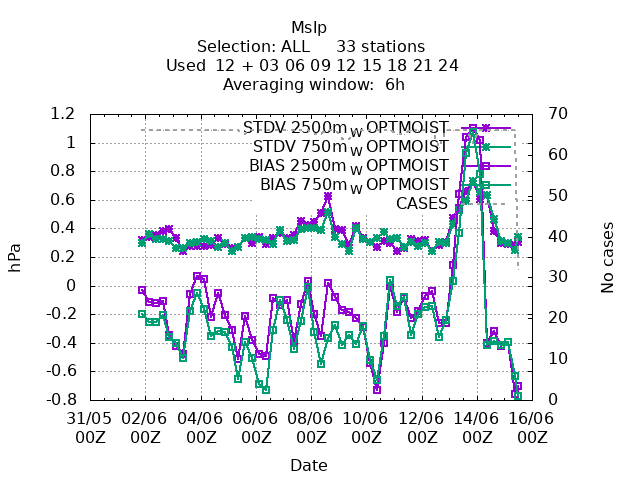 Mslp
Selection: ALL     33 stations
Used  12 + 03 06 09 12 15 18 21 24
Averaging window:  6h
STDV 2500m_W OPTMOIST
STDV 750m_W OPTMOIST
BIAS 2500m_W OPTMOIST
BIAS 750m_W OPTMOIST
CASES
1.2
1
0.8
0.6
0.4
0.2
0
-0.2
-0.4
-0.6
-0.8
hPa
70
60
50
40
30
20
10
0
No cases
31/05 02/06 04/06 06/06 08/06 10/06 12/06 14/06 16/06
00Z 00Z 00Z 00Z 00Z 00Z 00Z 00Z 00Z
Date